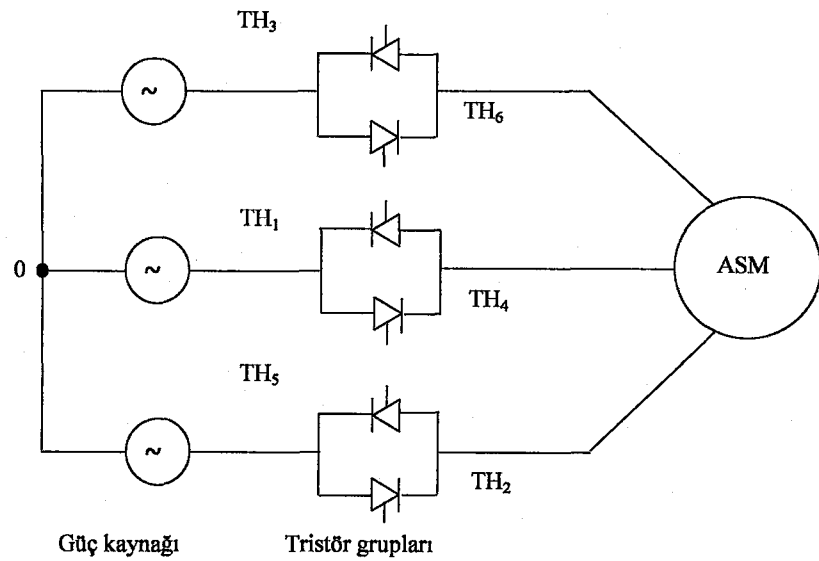 TH₃
~
TH₆
TH₁
0
~
ASM
TH₄
TH₅
~
TH₂
Güç kaynağı
Tristör grupları